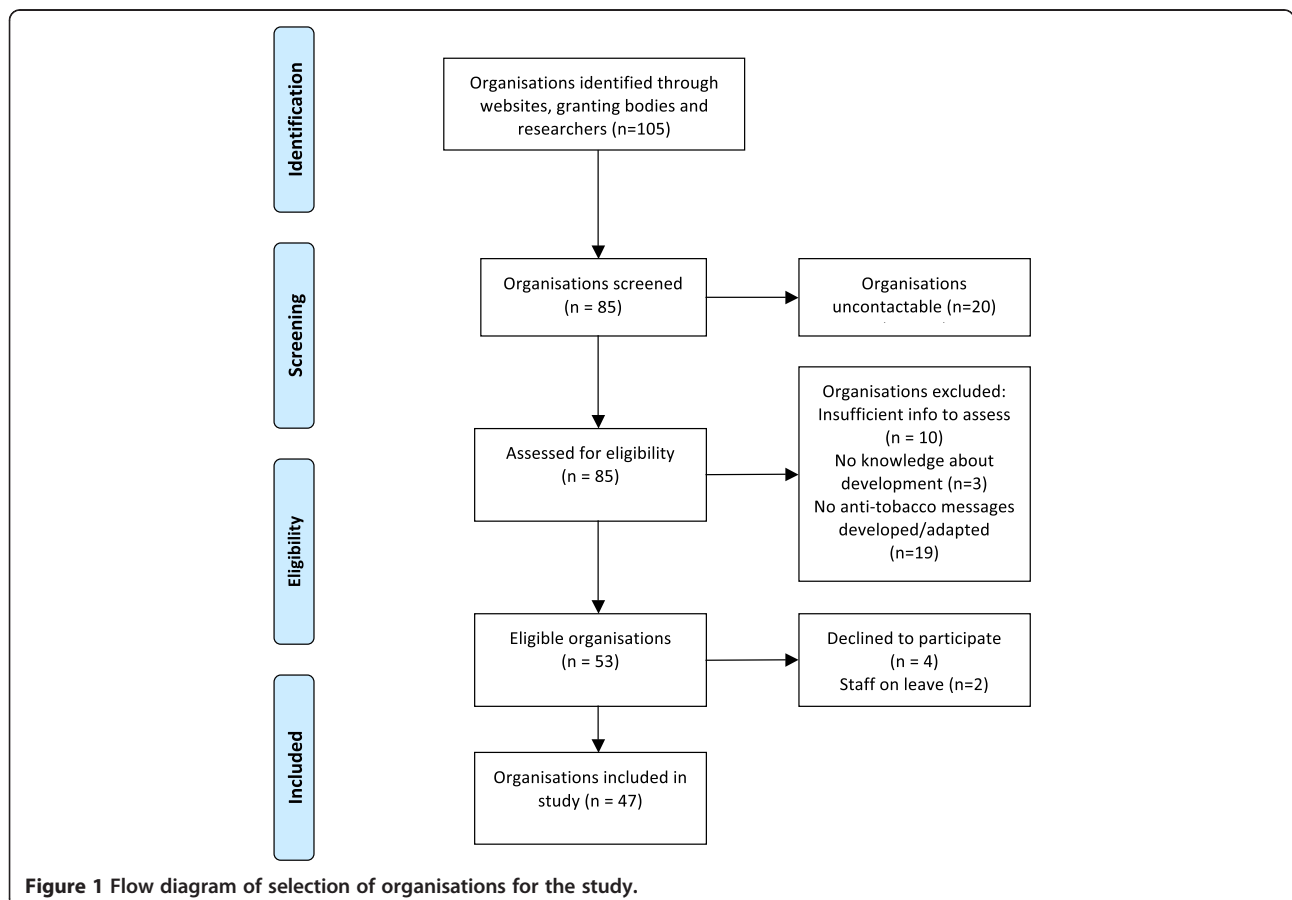 Identification
Organisations identified through
websites, granting bodies and
researchers (n=105)
Screening
Organisations screened
(n = 85)
Organisations
uncontactable (n=20)
Assessed for eligibility
(n = 85)
Organisations excluded:
Insufficient info to assess
(n = 10)
No knowledge about
development (n=3)
No anti-tobacco messages
developed/adapted
(n=19)
Eligibility
Eligible organisations
(n = 53)
Declined to participate
(n = 4)
Staff on leave (n=2)
Included
Organisations included in
study (n = 47)
Figure 1 Flow diagram of selection of organisations for the study.